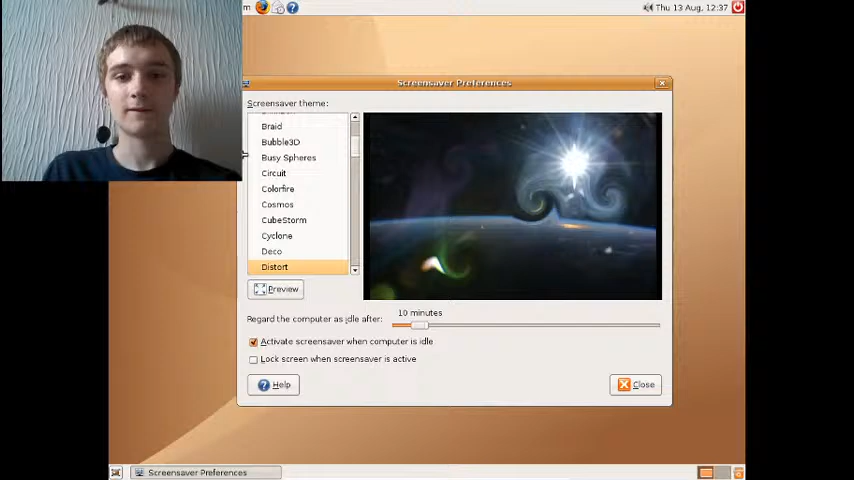 Thu 13 Aug, 12:37
Screensaver Preferences
Screensaver theme:
Braid
Bubble3D
Busy Spheres
Circuit
Colorfire
Cosmos
CubeStorm
Cyclone
Deco
Distort
Preview
Regard the computer as idle after:
10 minutes
Activate screensaver when computer is idle
Lock screen when screensaver is active
Help
Close
Screensaver Preferences